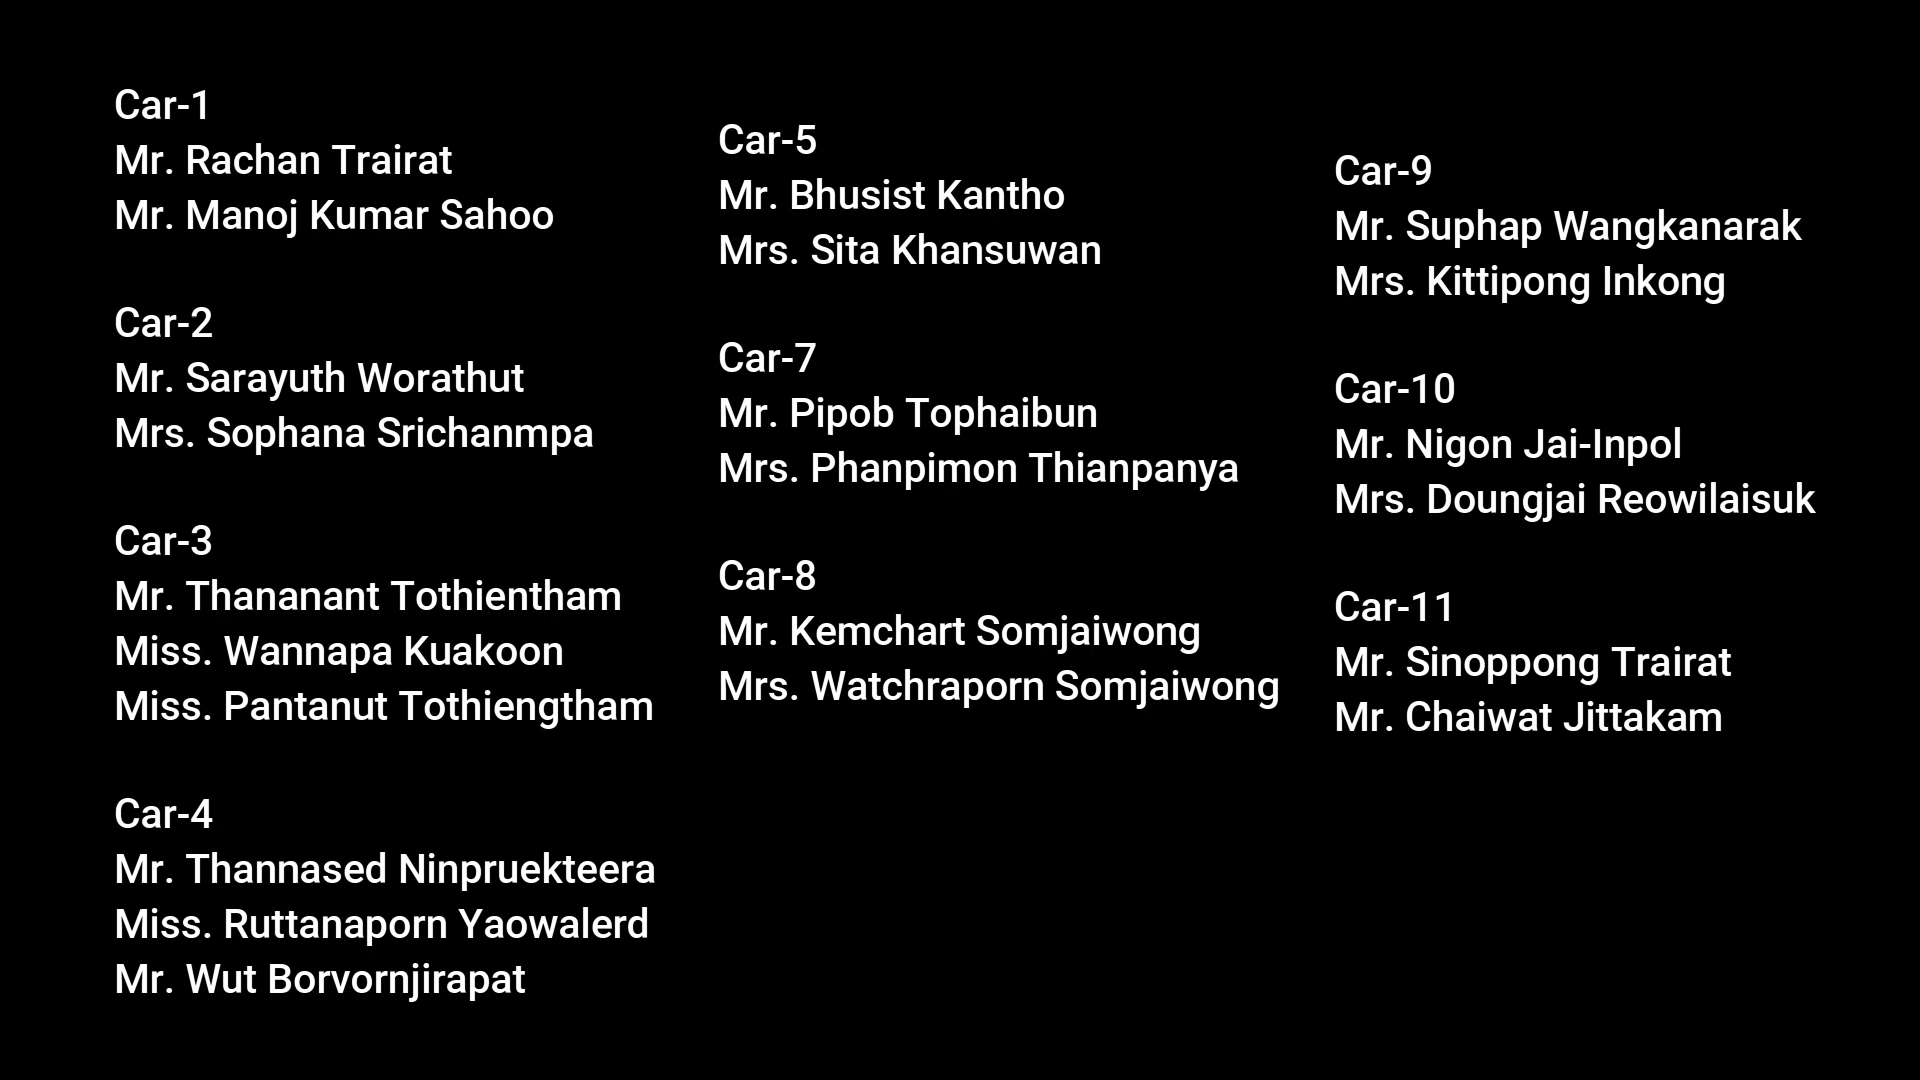 Car-1
Mr. Rachan Trairat
Mr. Manoj Kumar Sahoo
Car-2
Mr. Sarayuth Worathut
Mrs. Sophana Srichanmpa
Car-3
Mr. Thananant Tothientham
Miss. Wannapa Kuakoon
Miss. Pantanut Tothiengtham
Car-4
Mr. Thannased Ninpruekteera
Miss. Ruttanaporn Yaowalerd
Mr. Wut Borvornjirapat
Car-5
Mr. Bhusist Kantho
Mrs. Sita Khansuwan
Car-7
Mr. Pipob Tophaibun
Mrs. Phanpimon Thianpanya
Car-8
Mr. Kemchart Somjaiwong
Mrs. Watchraporn Somjaiwong
Car-9
Mr. Suphap Wangkanarak
Mrs. Kittipong Inkong
Car-10
Mr. Nigon Jai-Inpol
Mrs. Doungjai Reowilaisuk
Car-11
Mr. Sinoppong Trairat
Mr. Chaiwat Jittakam